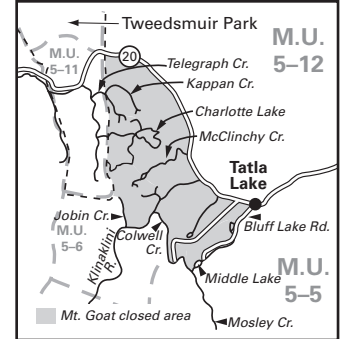 Tweedsmuir Park
M.U.
5–12
M.U.
5–11
20
Telegraph Cr.
Kappan Cr.
Charlotte Lake
McClinchy Cr.
Tatla
Lake
Jobin Cr.
M.U.
5–6
Klinaklini
R.
Colwell
Cr.
Bluff Lake Rd.
Middle Lake
M.U.
5–5
Mosley Cr.
Mt. Goat closed area